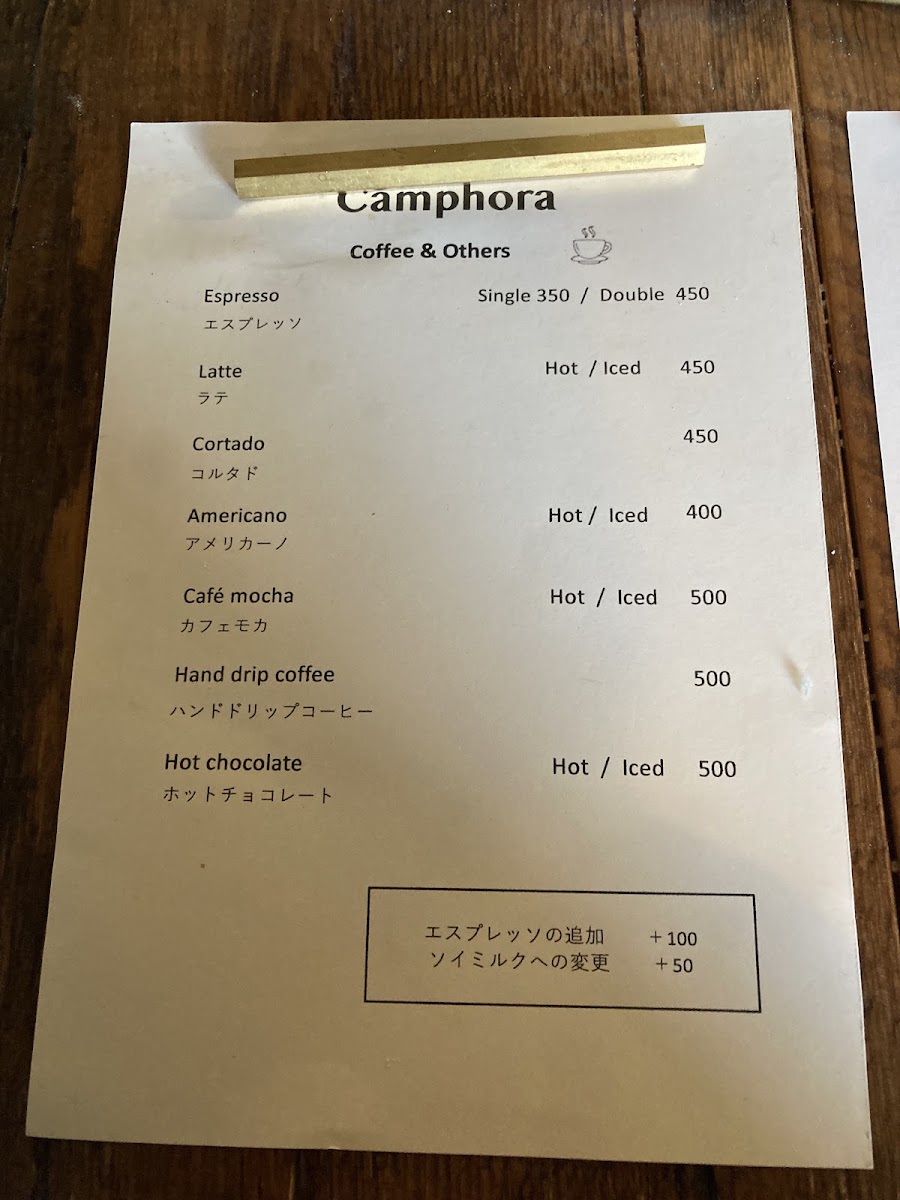 Camphora
Coffee & Others
Espresso Single 350 / Double 450
エスプレッソ
Latte Hot / Iced 450
ラテ
Cortado 450
コルタド
Americano Hot / Iced 400
アメリカーノ
Café mocha Hot / Iced 500
カフェモカ
Hand drip coffee 500
ハンドドリップコーヒー
Hot chocolate Hot / Iced 500
ホットチョコレート
エスプレッソの追加 +100
ソイミルクへの変更 +50